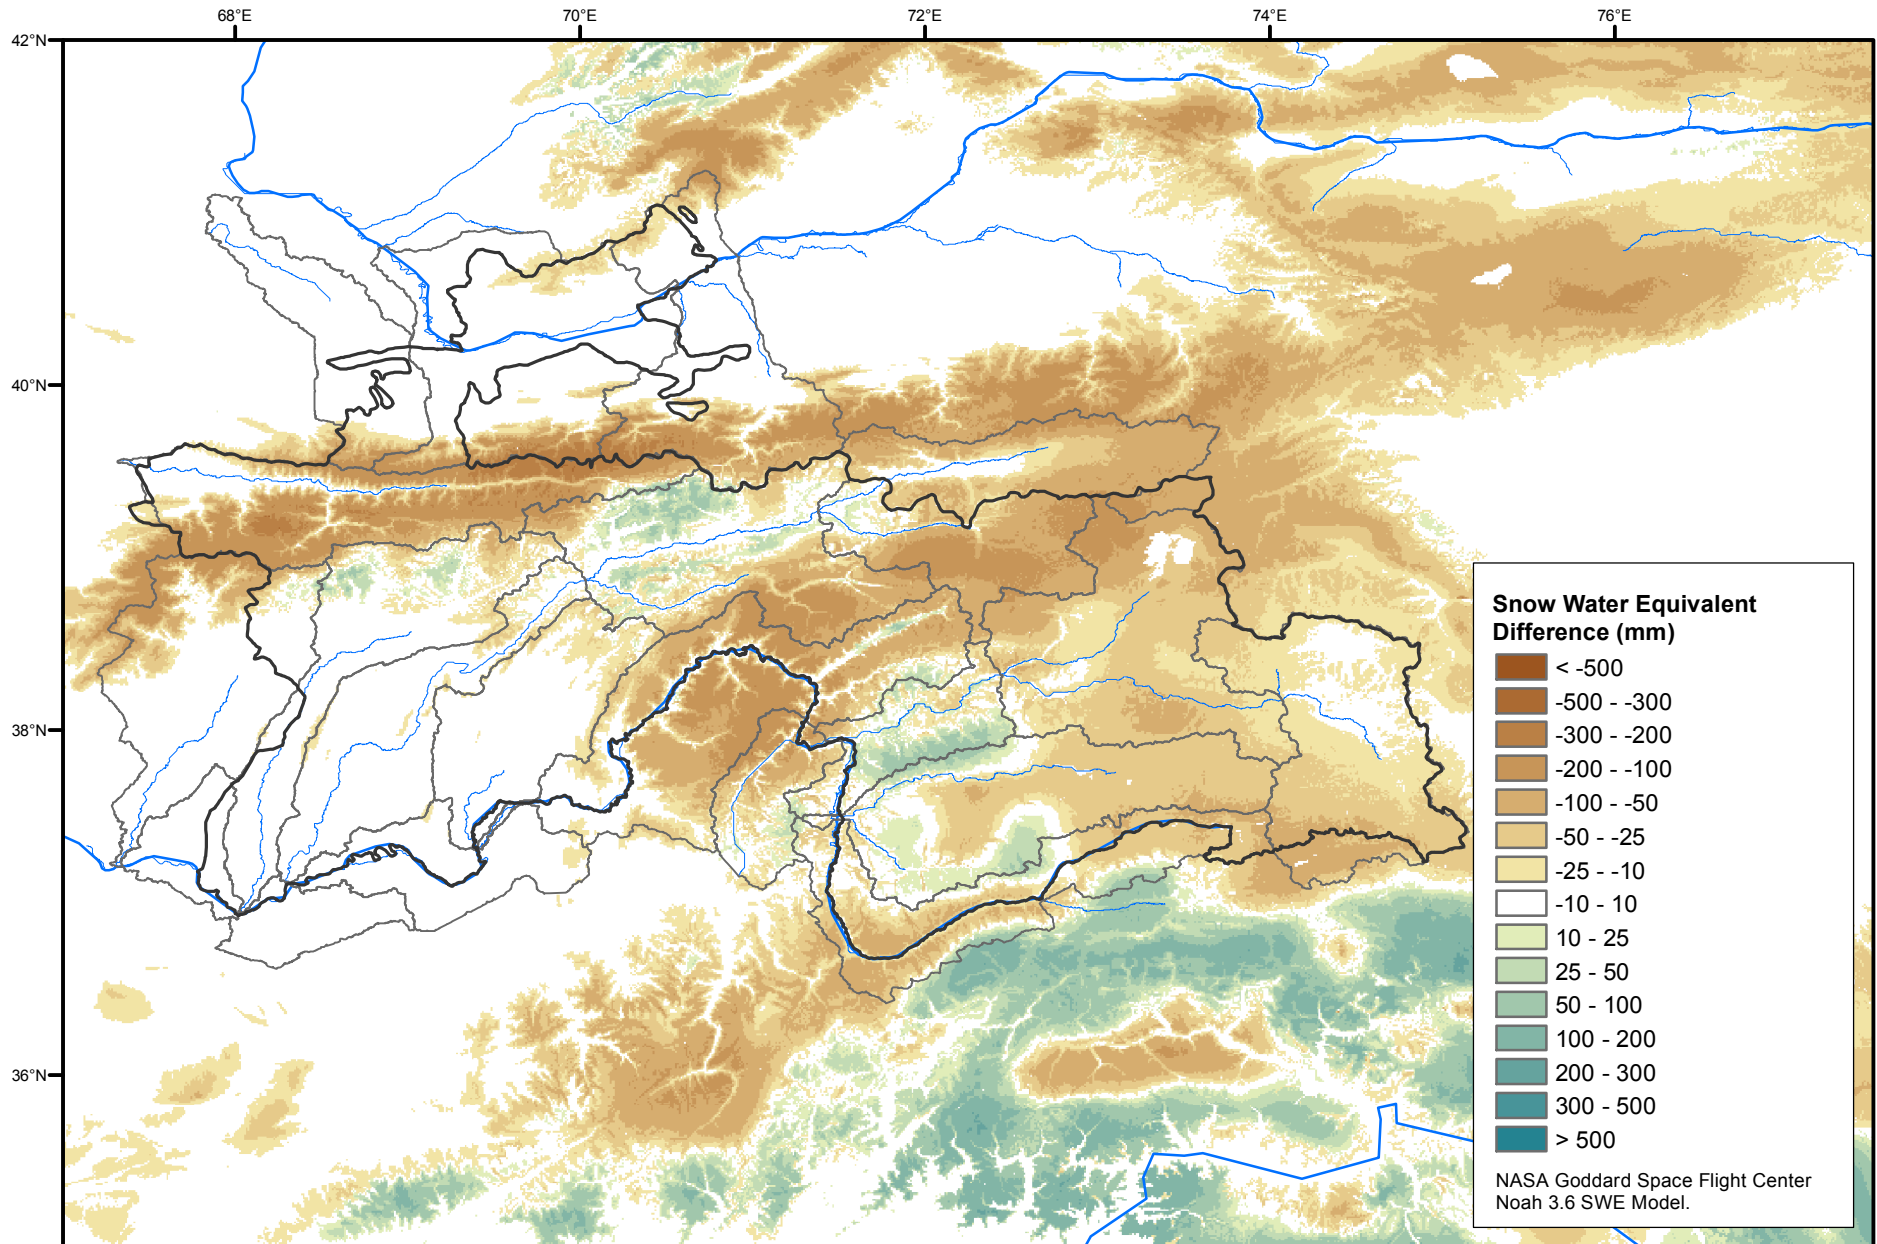 68°E 70°E 72°E 74°E 76°E
42°N
40°N
38°N
36°N
Snow Water Equivalent
Difference (mm)
< -500
-500 - -300
-300 - -200
-200 - -100
-100 - -50
-50 - -25
-25 - -10
-10 - 10
10 - 25
25 - 50
50 - 100
100 - 200
200 - 300
300 - 500
> 500
NASA Goddard Space Flight Center
Noah 3.6 SWE Model.